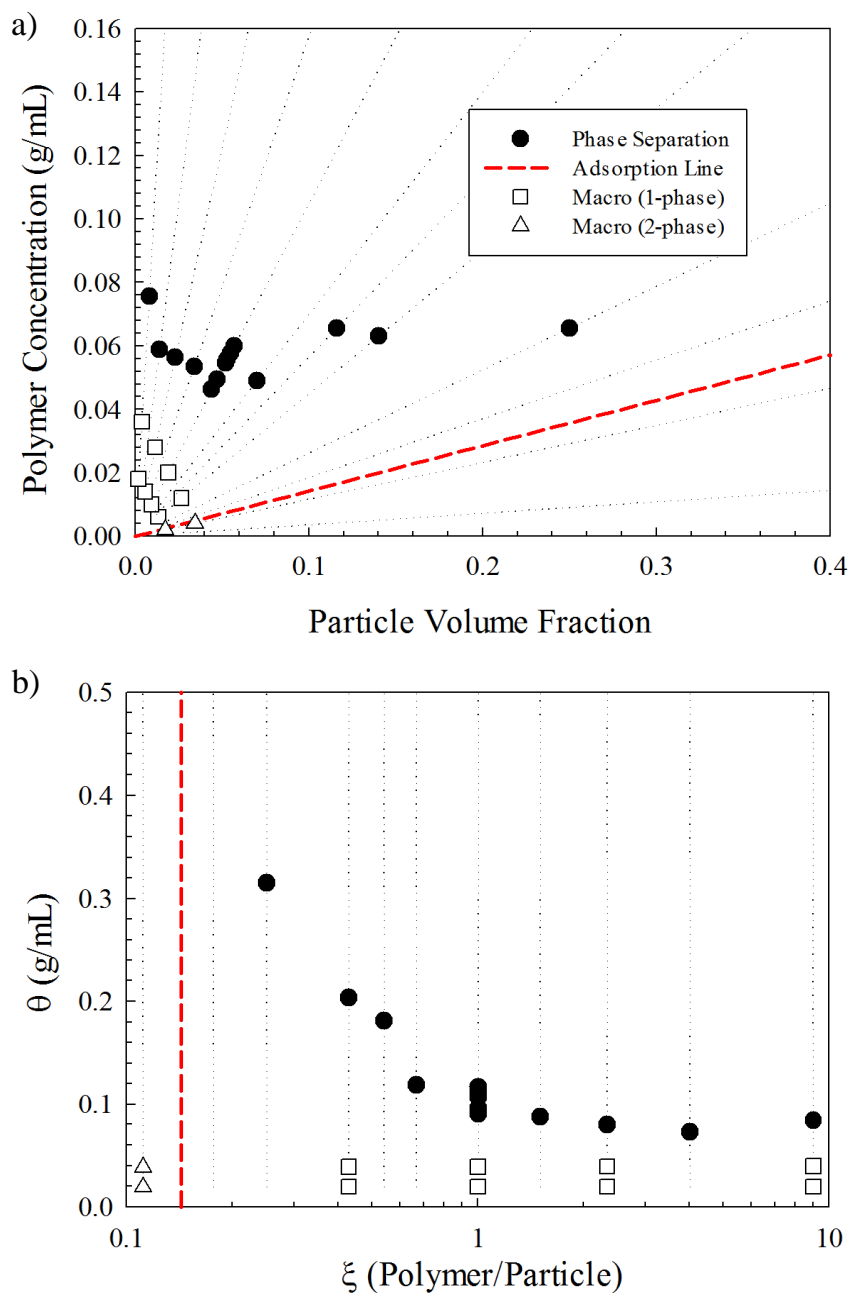 a)
0.16
0.14
0.12
0.10
0.08
0.06
0.04
0.02
0.00
Polymer Concentration (g/mL)
Phase Separation
Adsorption Line
Macro (1-phase)
Macro (2-phase)
0.0 0.1 0.2 0.3 0.4
Particle Volume Fraction
b)
0.5
0.4
0.3
0.2
0.1
0.0
θ (g/mL)
0.1 1 10
ξ (Polymer/Particle)